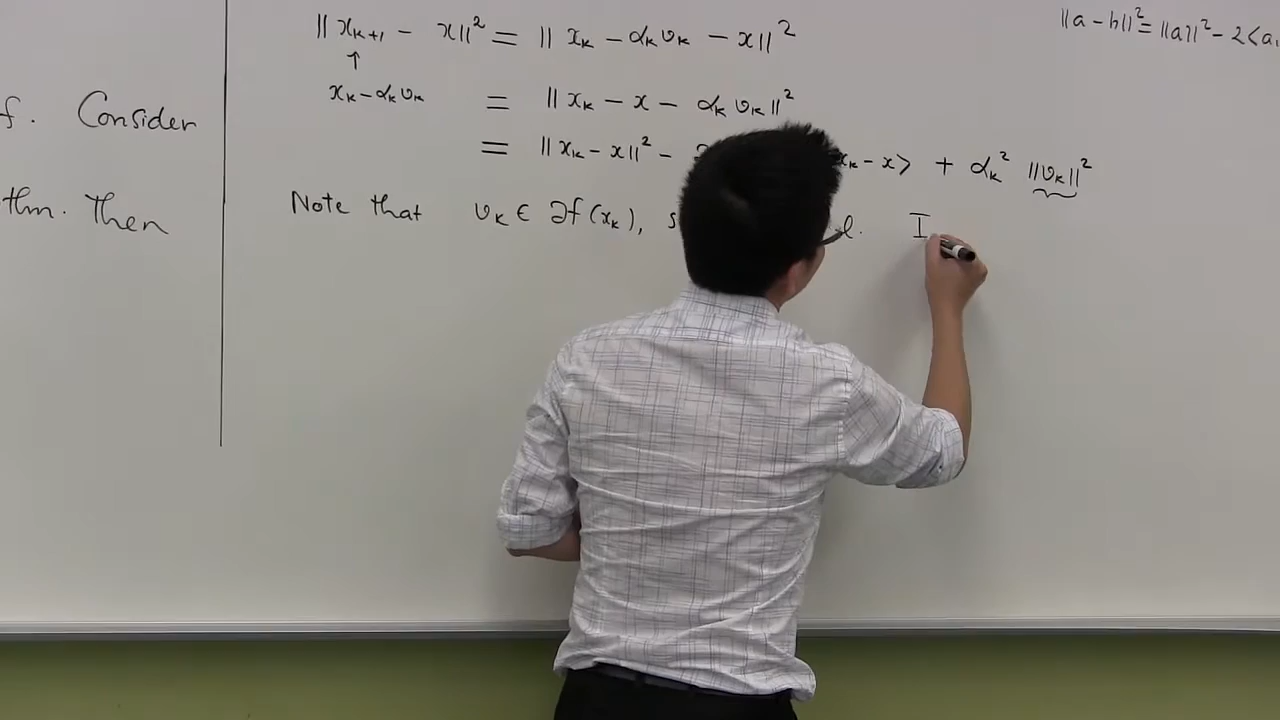 f. Consider
thm. Then
‖x_{k+1} - x‖² = ‖x_k - α_k v_k - x‖²
↑
x_k - α_k v_k
= ‖x_k - x - α_k v_k‖²
= ‖x_k - x‖² - x_k - x⟩ + α_k² ‖v_k‖²
Note that v_k ∈ ∂f(x_k), s l. I
‖a - b‖² = ‖a‖² - 2⟨a,